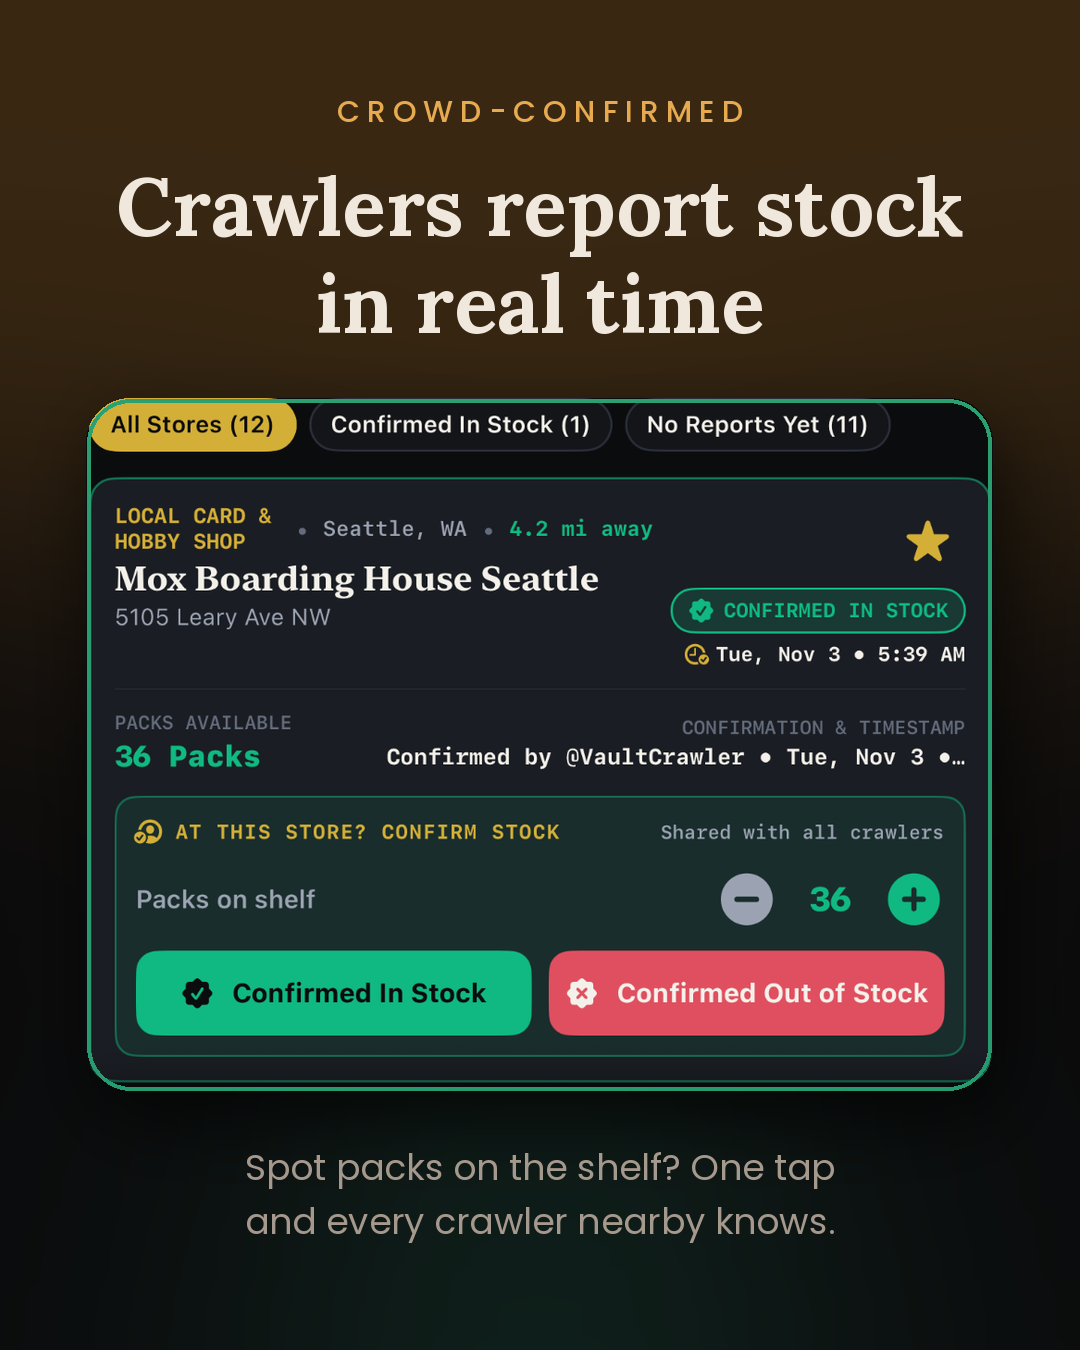 CROWD-CONFIRMED
Crawlers report stock
in real time
All Stores (12)
Confirmed In Stock (1)
No Reports Yet (11)
LOCAL CARD &
HOBBY SHOP
• Seattle, WA • 4.2 mi away
Mox Boarding House Seattle
5105 Leary Ave NW
CONFIRMED IN STOCK
Tue, Nov 3 • 5:39 AM
PACKS AVAILABLE
36 Packs
CONFIRMATION & TIMESTAMP
Confirmed by @VaultCrawler • Tue, Nov 3 •…
AT THIS STORE? CONFIRM STOCK
Shared with all crawlers
Packs on shelf
36
Confirmed In Stock
Confirmed Out of Stock
Spot packs on the shelf? One tap
and every crawler nearby knows.